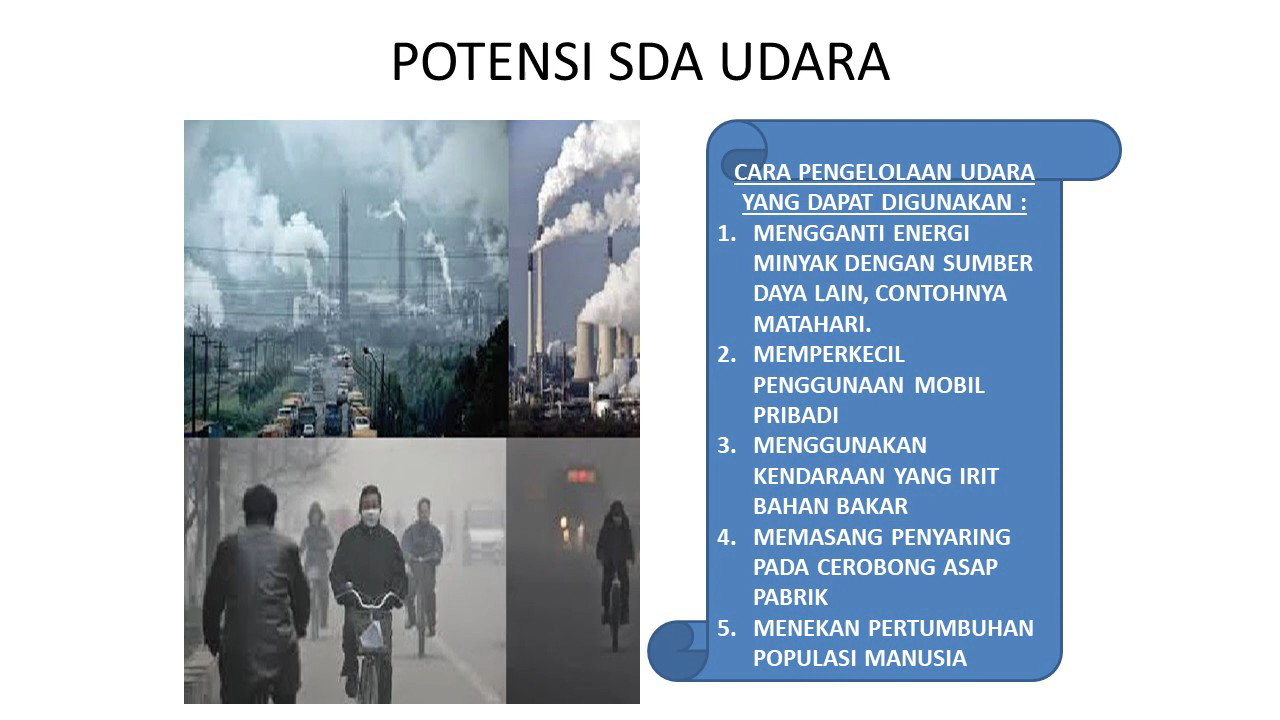 POTENSI SDA UDARA
CARA PENGELOLAAN UDARA
YANG DAPAT DIGUNAKAN :
1. MENGGANTI ENERGI
MINYAK DENGAN SUMBER
DAYA LAIN, CONTOHNYA
MATAHARI.
2. MEMPERKECIL
PENGGUNAAN MOBIL
PRIBADI
3. MENGGUNAKAN
KENDARAAN YANG IRIT
BAHAN BAKAR
4. MEMASANG PENYARING
PADA CEROBONG ASAP
PABRIK
5. MENEKAN PERTUMBUHAN
POPULASI MANUSIA